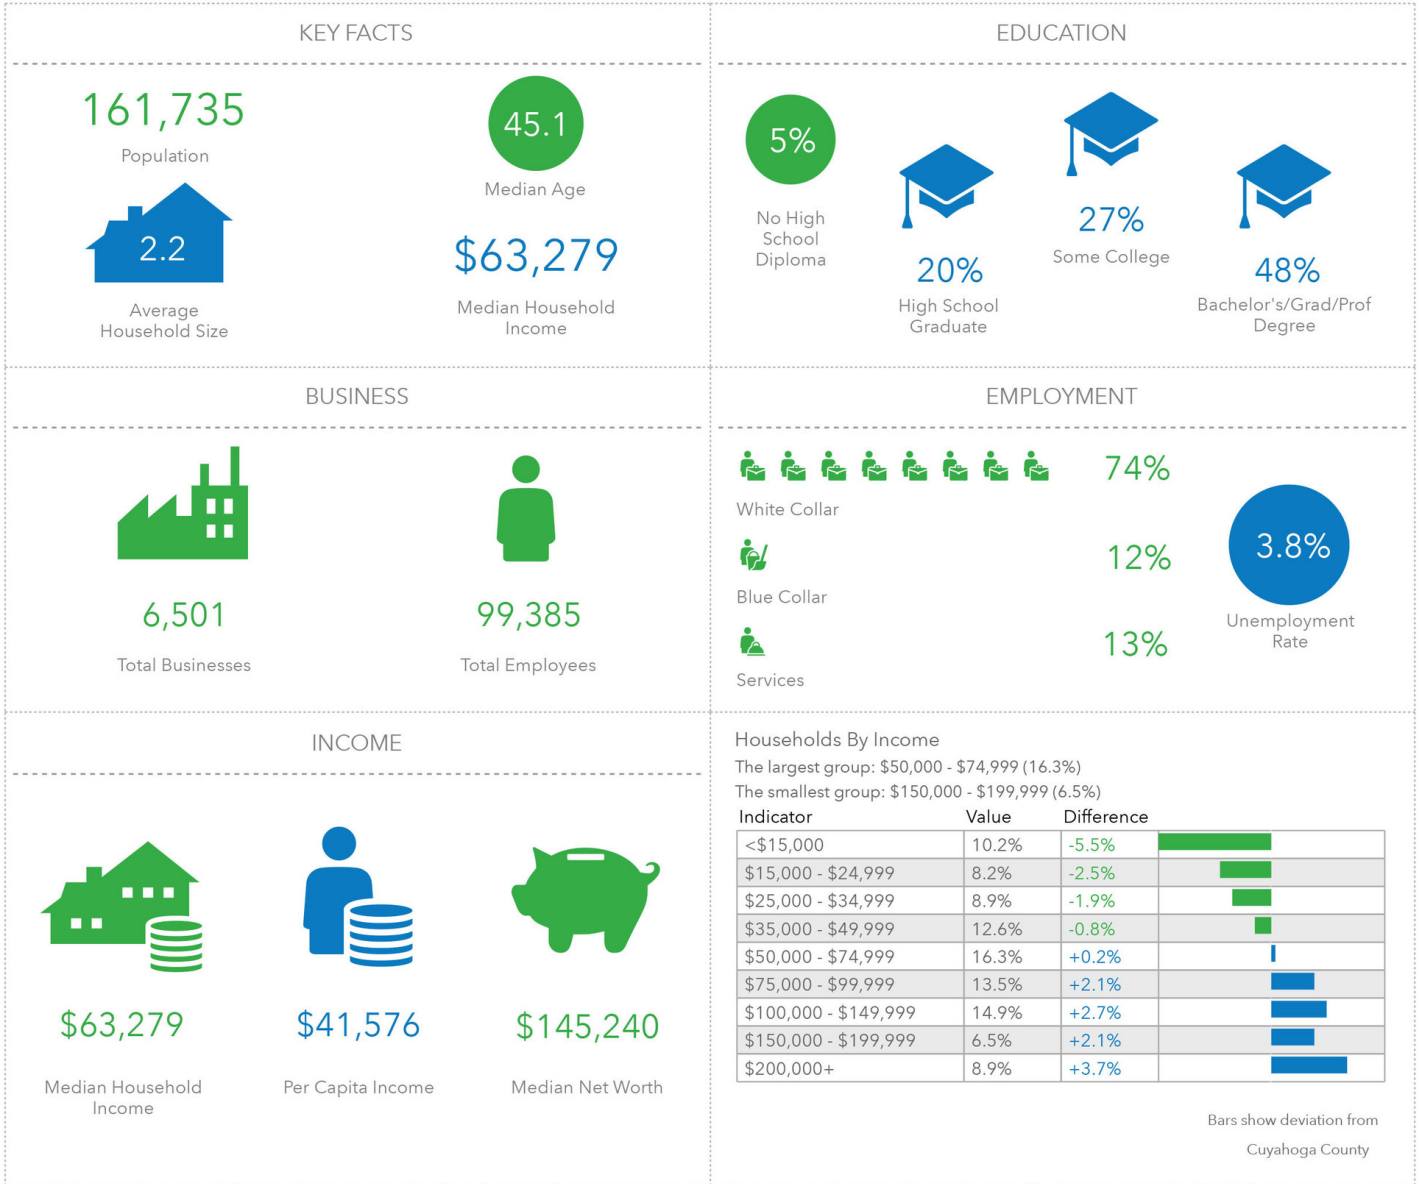 KEY FACTS
161,735
Population
45.1
Median Age
2.2
Average
Household Size
$63,279
Median Household
Income
EDUCATION
5%
No High
School
Diploma
20%
High School
Graduate
27%
Some College
48%
Bachelor's/Grad/Prof
Degree
BUSINESS
6,501
Total Businesses
99,385
Total Employees
EMPLOYMENT
74%
White Collar
12%
Blue Collar
13%
Services
3.8%
Unemployment
Rate
INCOME
$63,279
Median Household
Income
$41,576
Per Capita Income
$145,240
Median Net Worth
Households By Income
The largest group: $50,000 - $74,999 (16.3%)
The smallest group: $150,000 - $199,999 (6.5%)
Indicator Value Difference
<$15,000 10.2% -5.5%
$15,000 - $24,999 8.2% -2.5%
$25,000 - $34,999 8.9% -1.9%
$35,000 - $49,999 12.6% -0.8%
$50,000 - $74,999 16.3% +0.2%
$75,000 - $99,999 13.5% +2.1%
$100,000 - $149,999 14.9% +2.7%
$150,000 - $199,999 6.5% +2.1%
$200,000+ 8.9% +3.7%
Bars show deviation from
Cuyahoga County